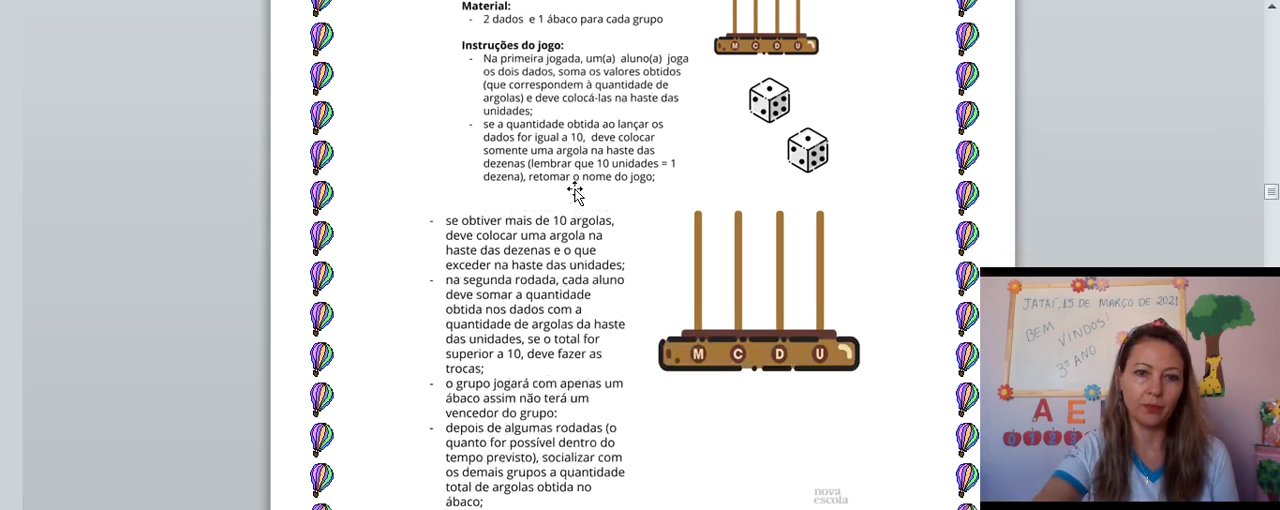 Material:
- 2 dados e 1 ábaco para cada grupo
Instruções do jogo:
- Na primeira jogada, um(a) aluno(a) joga
os dois dados, soma os valores obtidos
(que correspondem à quantidade de
argolas) e deve colocá-las na haste das
unidades;
- se a quantidade obtida ao lançar os
dados for igual a 10, deve colocar
somente uma argola na haste das
dezenas (lembrar que 10 unidades = 1
dezena), retomar o nome do jogo;
M C D U
- se obtiver mais de 10 argolas,
deve colocar uma argola na
haste das dezenas e o que
exceder na haste das unidades;
- na segunda rodada, cada aluno
deve somar a quantidade
obtida nos dados com a
quantidade de argolas da haste
das unidades, se o total for
superior a 10, deve fazer as
trocas;
- o grupo jogará com apenas um
ábaco assim não terá um
vencedor do grupo:
- depois de algumas rodadas (o
quanto for possível dentro do
tempo previsto), socializar com
os demais grupos a quantidade
total de argolas obtida no
ábaco;
M C D U
nova
escola
JATAÍ, 15 DE MARÇO DE 2021
BEM
VINDOS!
3º ANO
A E